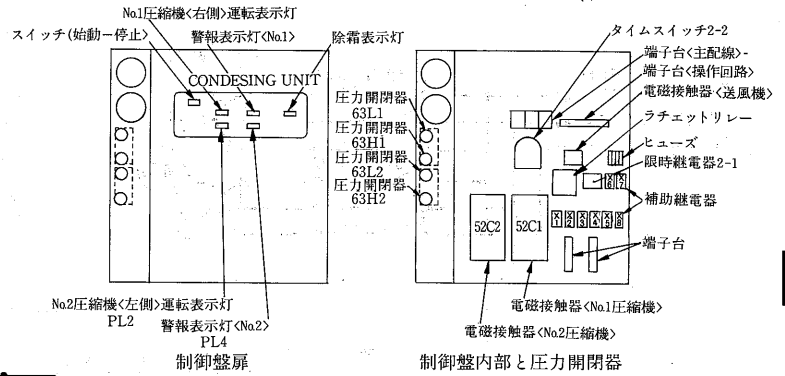 No.1圧縮機<右側>運転表示灯
スイッチ(始動ー停止)
警報表示灯<No.1>
除霜表示灯
CONDESING UNIT
No.2圧縮機<左側>運転表示灯
PL2
警報表示灯<No.2>
PL4
制御盤扉
タイムスイッチ2-2
端子台<主配線>-
端子台<操作回路>
電磁接触器<送風機>
ラチェットリレー
ヒューズ
限時継電器2-1
補助継電器
端子台
圧力開閉器
63L1
圧力開閉器
63H1
圧力開閉器
63L2
圧力開閉器
63H2
52C2
52C1
X6
X7
X1
X2
X3
X4
X5
X8
電磁接触器<No.1圧縮機>
電磁接触器<No.2圧縮機>
制御盤内部と圧力開閉器